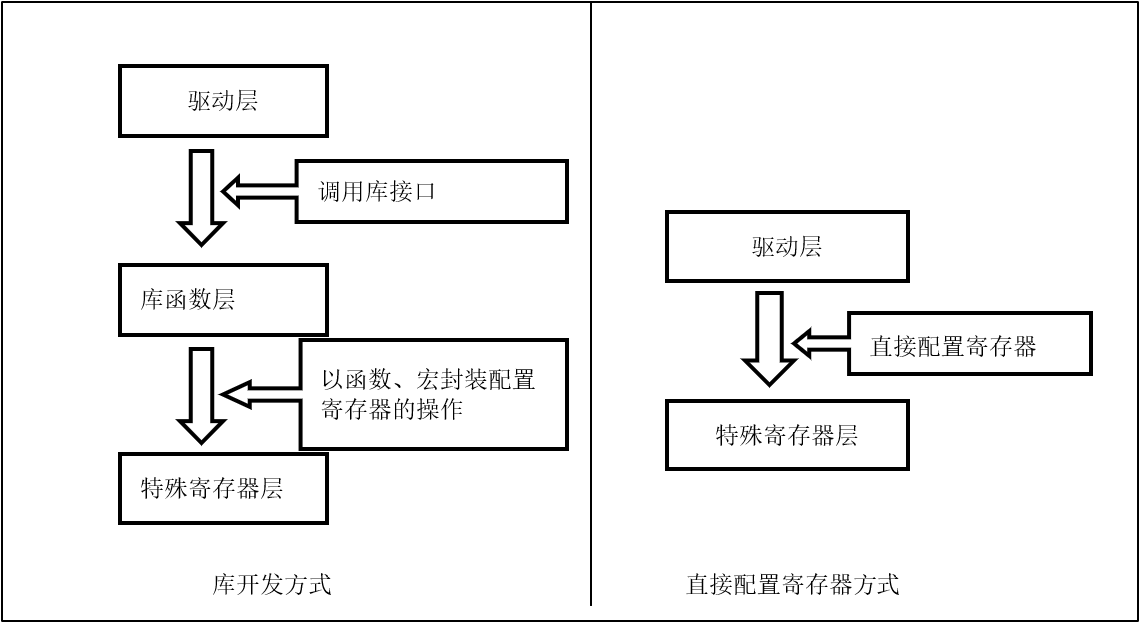 驱动层
调用库接口
库函数层
以函数、宏封装配置
寄存器的操作
特殊寄存器层
库开发方式
驱动层
直接配置寄存器
特殊寄存器层
直接配置寄存器方式